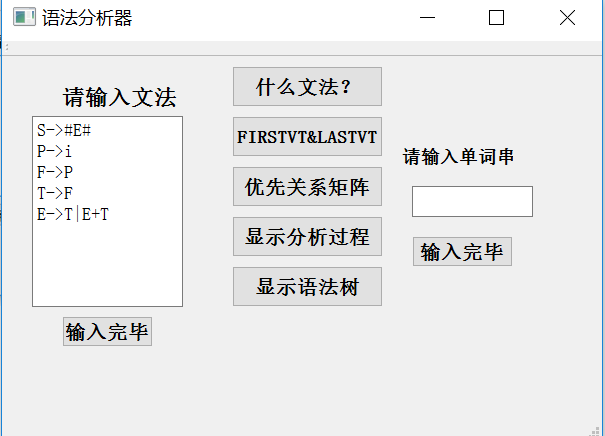 语法分析器
请输入文法
S->#E#
P->i
F->P
T->F
E->T|E+T
输入完毕
什么文法？
FIRSTVT&LASTVT
优先关系矩阵
显示分析过程
显示语法树
请输入单词串
输入完毕